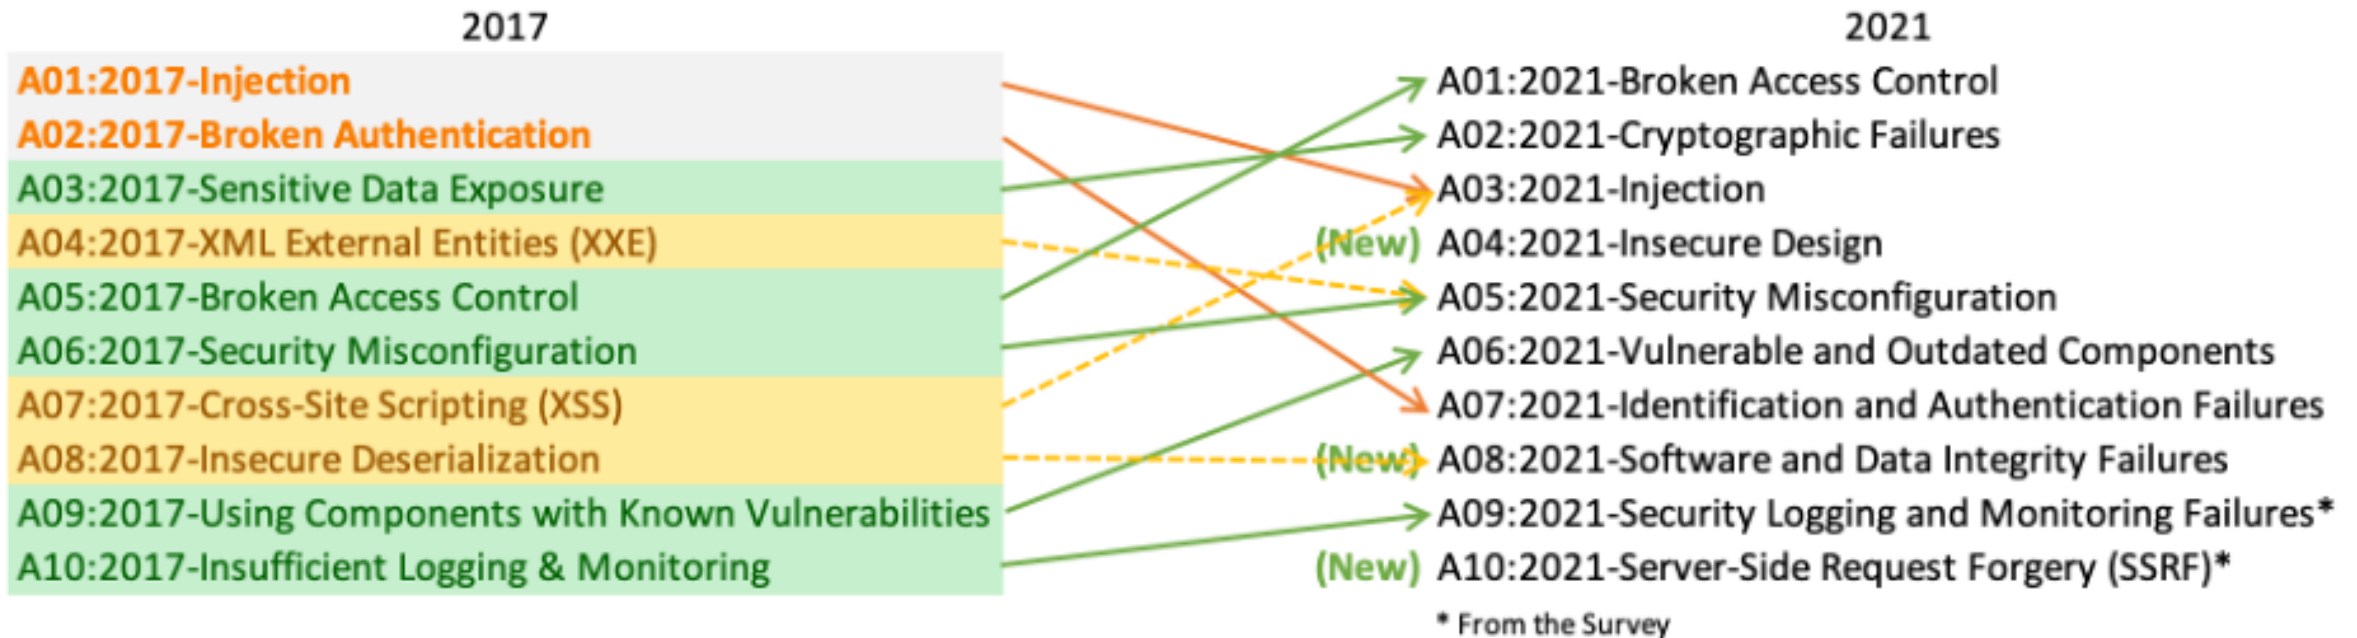 2017
A01:2017-Injection
A02:2017-Broken Authentication
A03:2017-Sensitive Data Exposure
A04:2017-XML External Entities (XXE)
A05:2017-Broken Access Control
A06:2017-Security Misconfiguration
A07:2017-Cross-Site Scripting (XSS)
A08:2017-Insecure Deserialization
A09:2017-Using Components with Known Vulnerabilities
A10:2017-Insufficient Logging & Monitoring
2021
A01:2021-Broken Access Control
A02:2021-Cryptographic Failures
A03:2021-Injection
(New) A04:2021-Insecure Design
A05:2021-Security Misconfiguration
A06:2021-Vulnerable and Outdated Components
A07:2021-Identification and Authentication Failures
(New) A08:2021-Software and Data Integrity Failures
A09:2021-Security Logging and Monitoring Failures*
(New) A10:2021-Server-Side Request Forgery (SSRF)*
* From the Survey